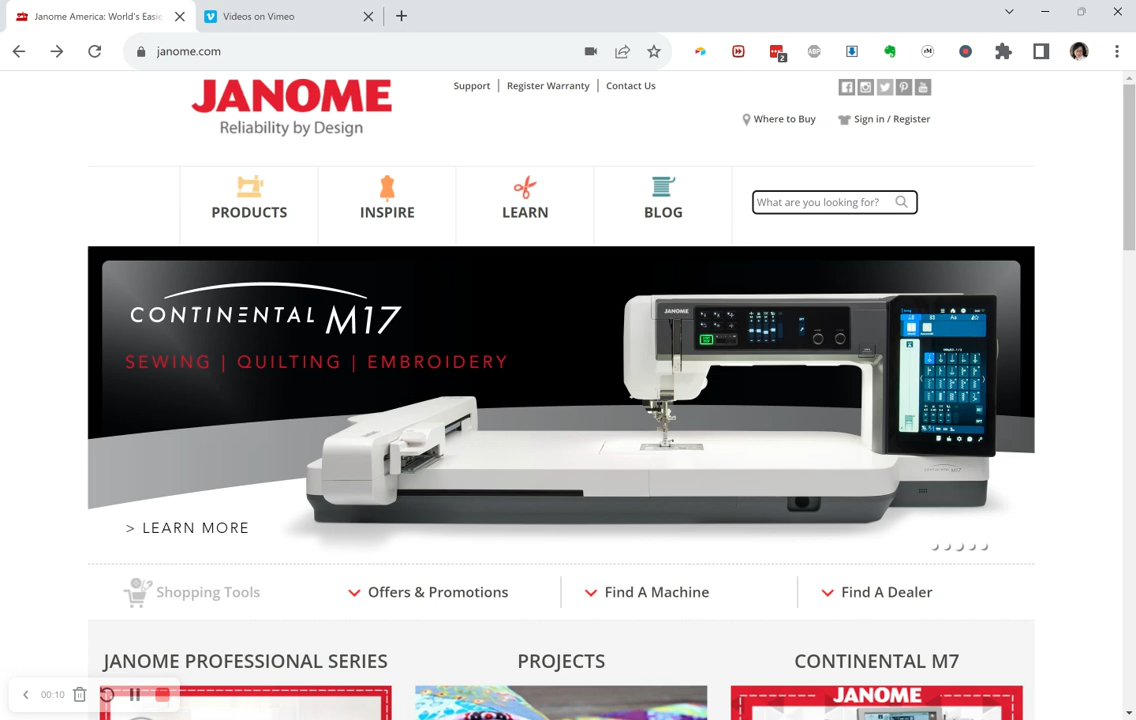 Janome America: World's Easie
Videos on Vimeo
janome.com
2
ABP
JANOME
Reliability by Design
Support
Register Warranty
Contact Us
Where to Buy
Sign in / Register
PRODUCTS
INSPIRE
LEARN
BLOG
What are you looking for?
CONTINENTAL M17
SEWING | QUILTING | EMBROIDERY
JANOME
> LEARN MORE
Shopping Tools
Offers & Promotions
Find A Machine
Find A Dealer
JANOME PROFESSIONAL SERIES
PROJECTS
CONTINENTAL M7
00:10
JANOME